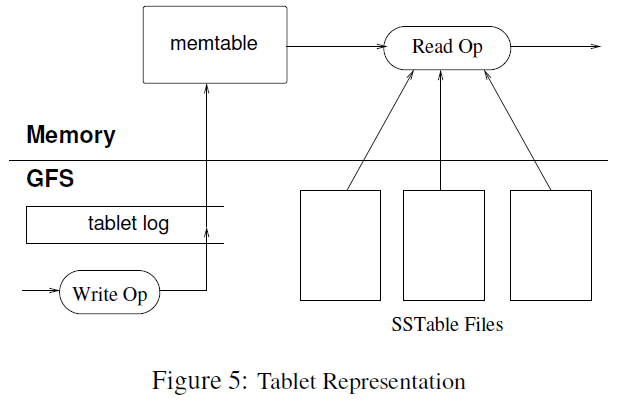 memtable
Read Op
Memory
GFS
tablet log
Write Op
SSTable Files
Figure 5: Tablet Representation